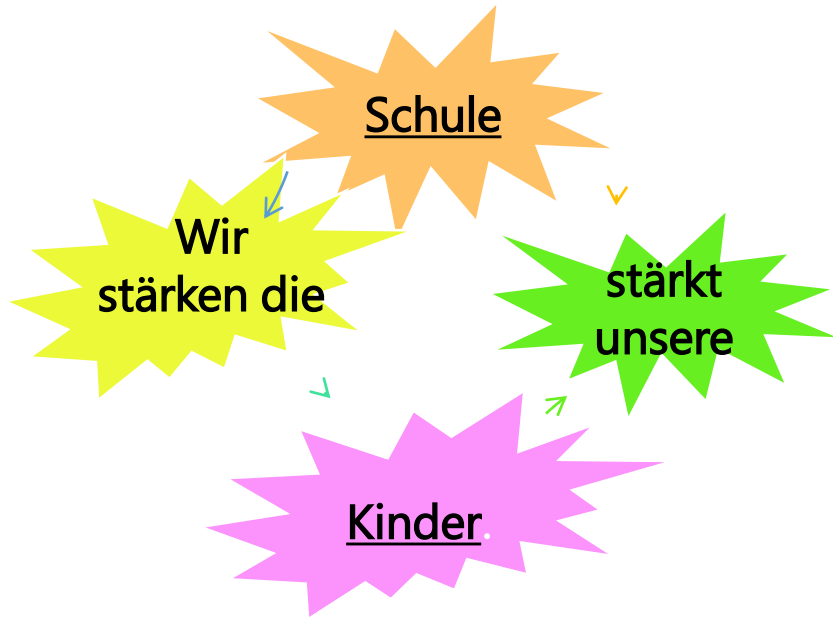 Schule
Wir
stärken die
stärkt
unsere
Kinder.